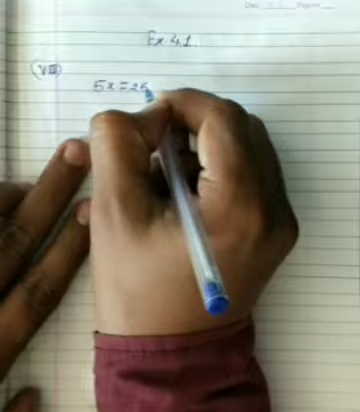 Ex. 4.1.
(VIII)
5x = 25